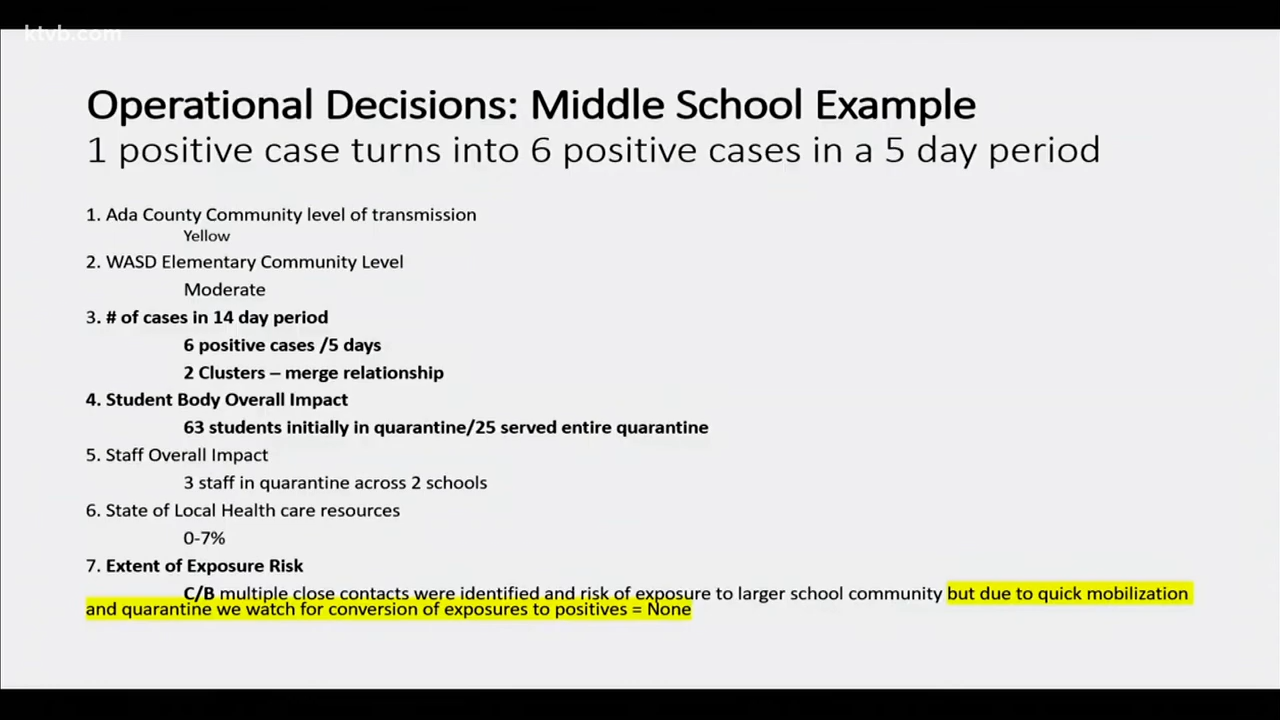 ktvb.com
Operational Decisions: Middle School Example
1 positive case turns into 6 positive cases in a 5 day period
1. Ada County Community level of transmission
Yellow
2. WASD Elementary Community Level
Moderate
3. # of cases in 14 day period
6 positive cases /5 days
2 Clusters – merge relationship
4. Student Body Overall Impact
63 students initially in quarantine/25 served entire quarantine
5. Staff Overall Impact
3 staff in quarantine across 2 schools
6. State of Local Health care resources
0-7%
7. Extent of Exposure Risk
C/B multiple close contacts were identified and risk of exposure to larger school community but due to quick mobilization
and quarantine we watch for conversion of exposures to positives = None